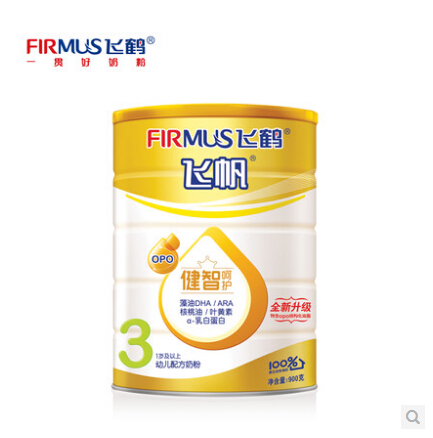 FIRMUS飞鹤®
一贯好奶粉
FIRMUS飞鹤®
飞帆®
OPO
健智呵护
藻油DHA / ARA
核桃油 / 叶黄素
α-乳白蛋白
全新升级
3
1岁及以上
幼儿配方奶粉
100%
净含量:900克